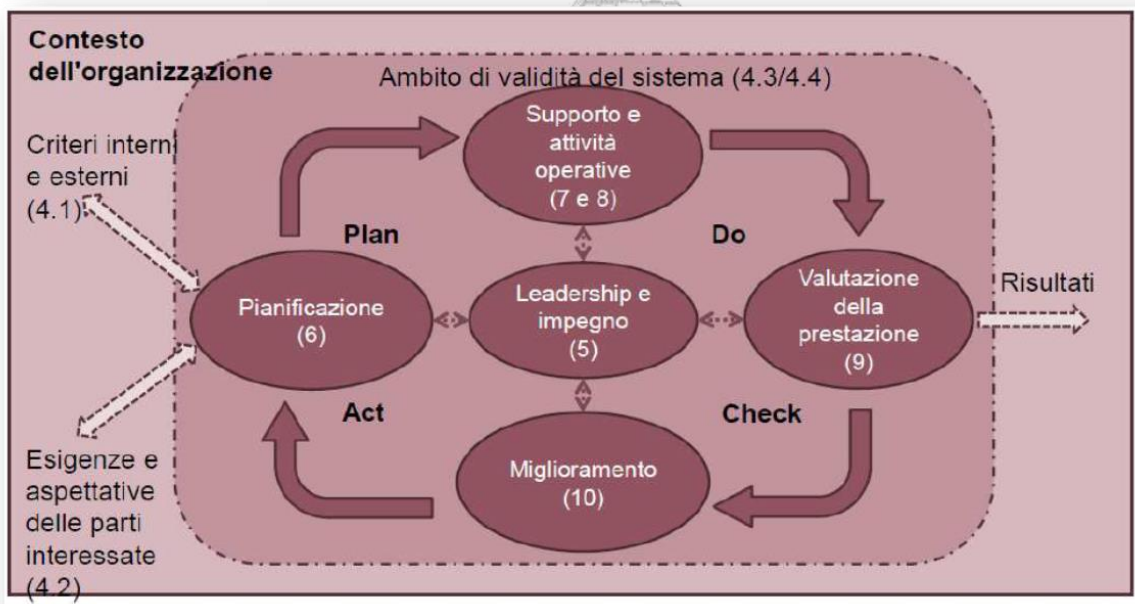 Contesto
dell'organizzazione
Ambito di validità del sistema (4.3/4.4)
Criteri interni
e esterni
(4.1)
Supporto e
attività
operative
(7 e 8)
Plan
Do
Pianificazione
(6)
Leadership e
impegno
(5)
Valutazione
della
prestazione
(9)
Risultati
Act
Check
Miglioramento
(10)
Esigenze e
aspettative
delle parti
interessate
(4.2)